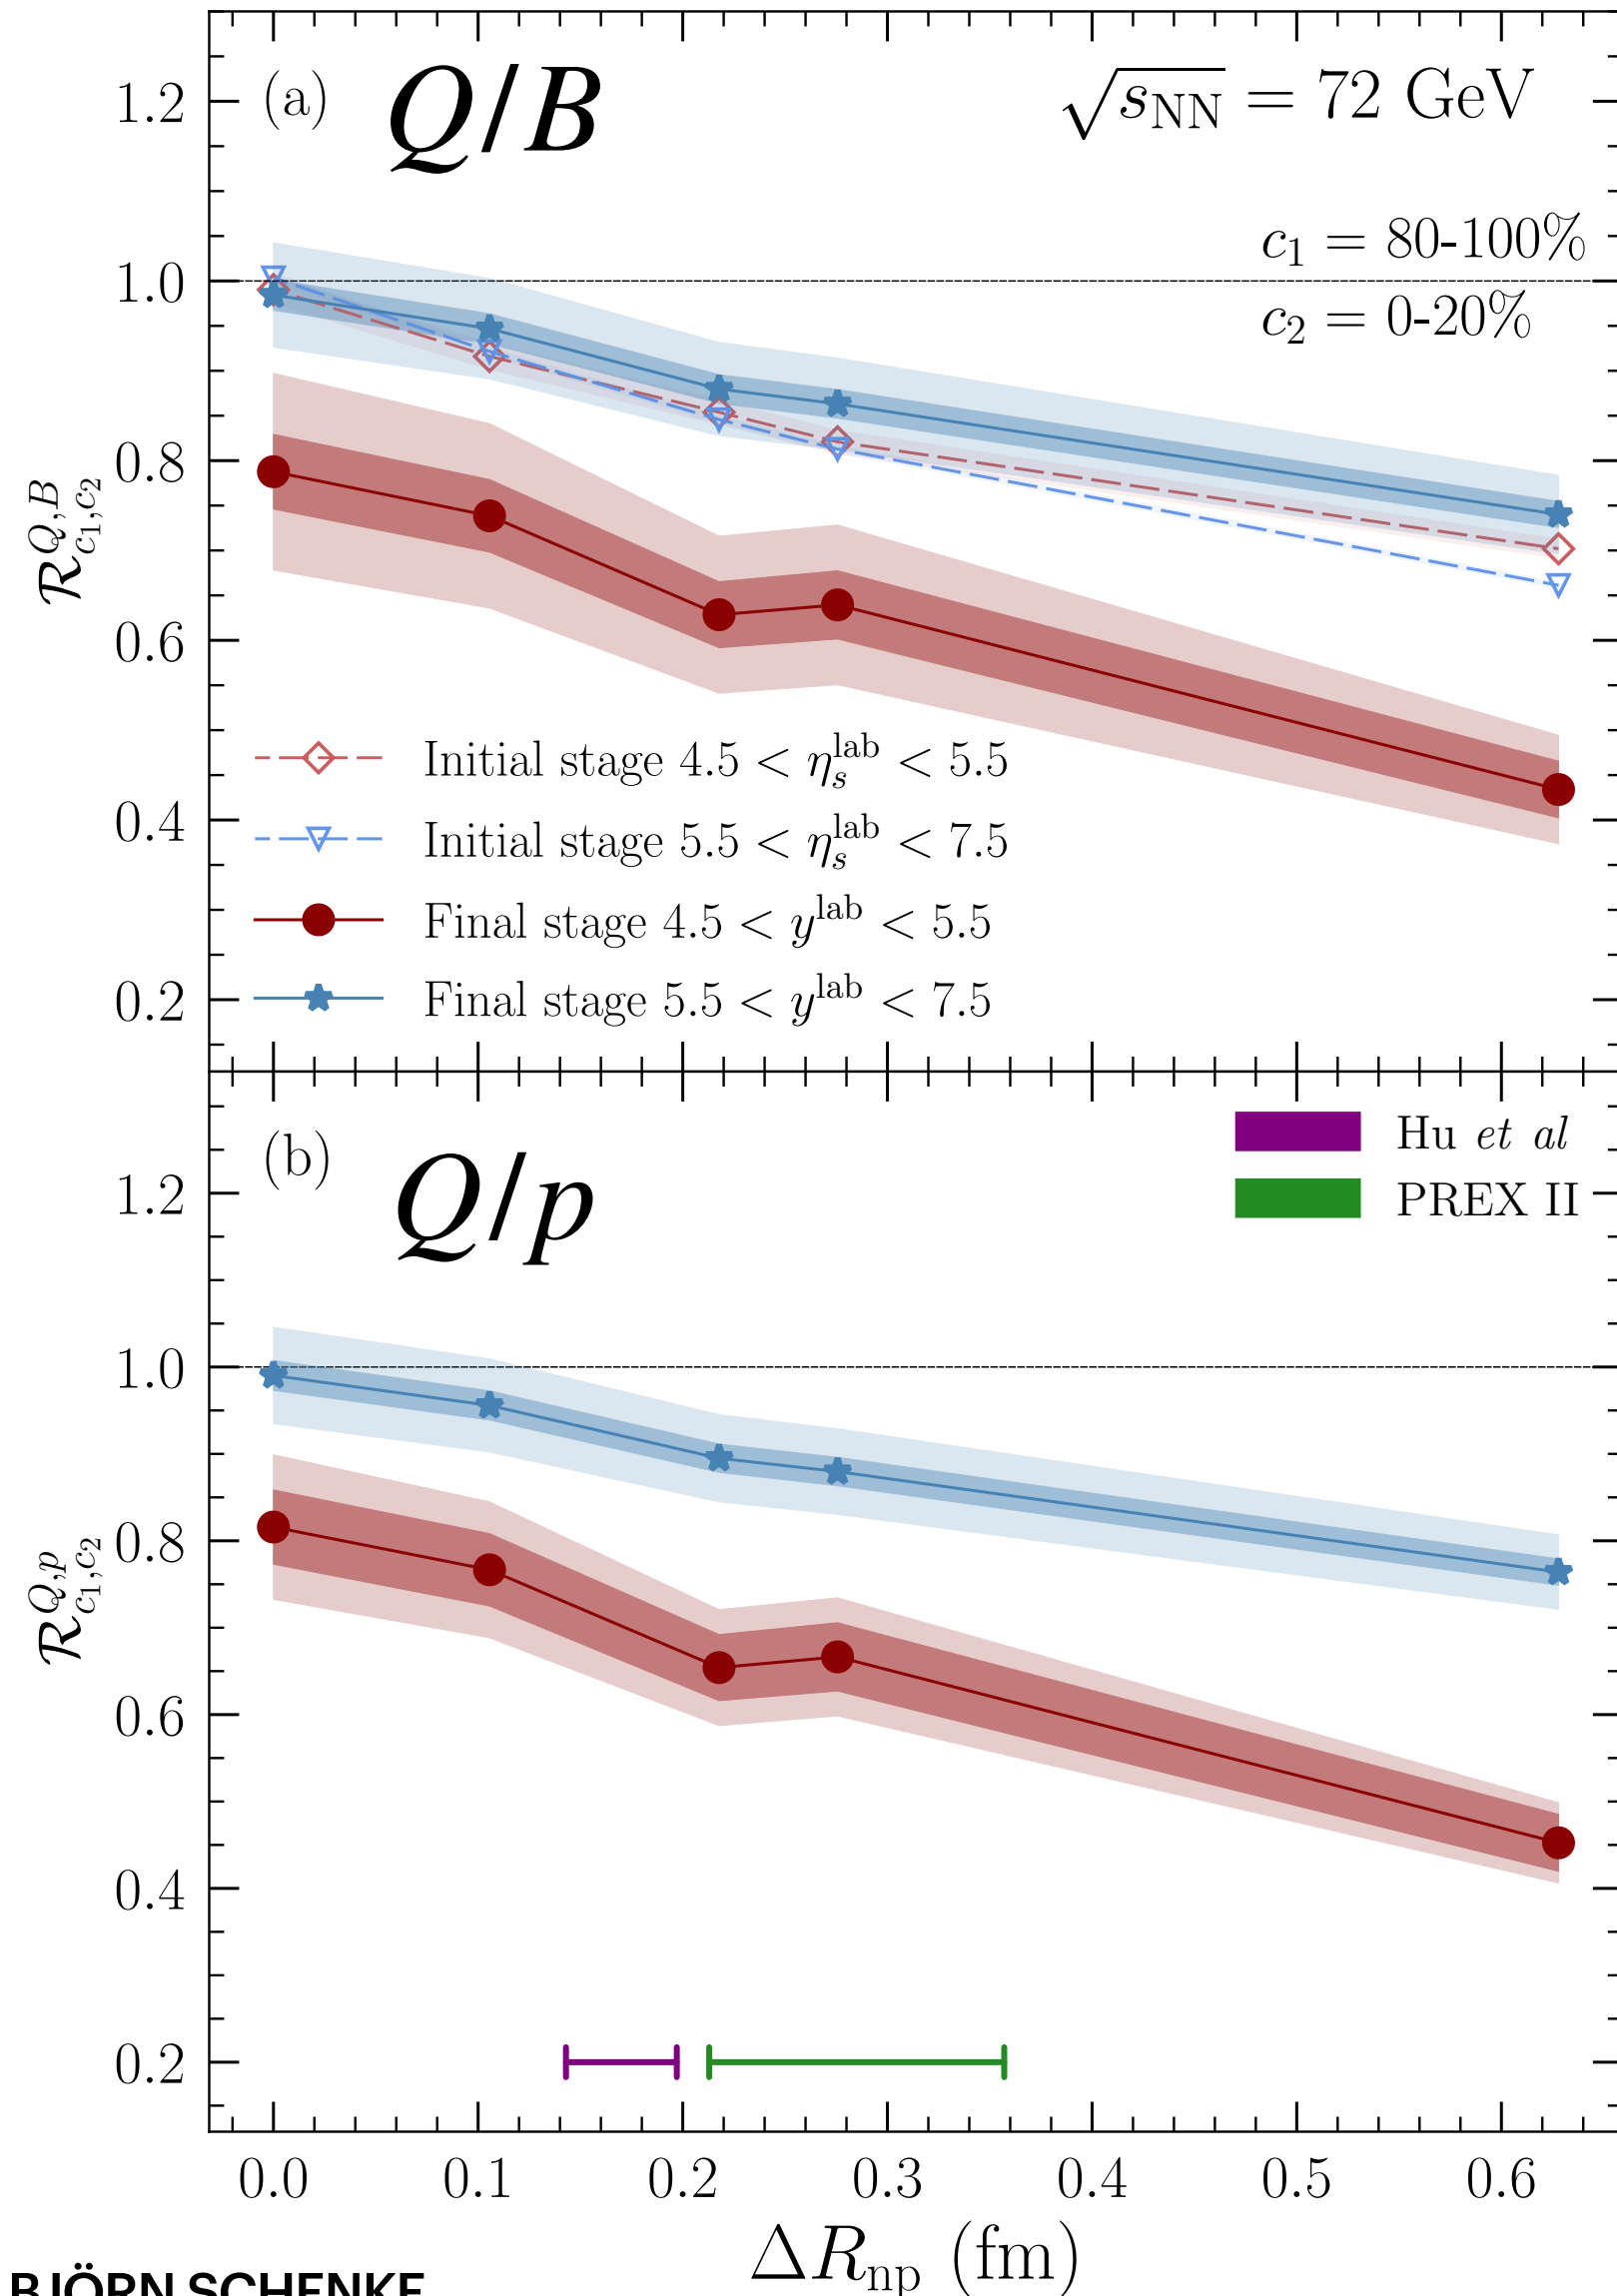 (a) Q/B √sNN = 72 GeV
c1 = 80-100%
c2 = 0-20%
1.2
1.0
0.8
0.6
0.4
0.2
R^{Q,B}_{c1,c2}
Initial stage 4.5 < η_s^lab < 5.5
Initial stage 5.5 < η_s^lab < 7.5
Final stage 4.5 < y^lab < 5.5
Final stage 5.5 < y^lab < 7.5
(b) Q/p
Hu et al
PREX II
1.2
1.0
0.8
0.6
0.4
0.2
R^{Q,p}_{c1,c2}
0.0 0.1 0.2 0.3 0.4 0.5 0.6
ΔR_np (fm)
BJÖRN SCHENKE